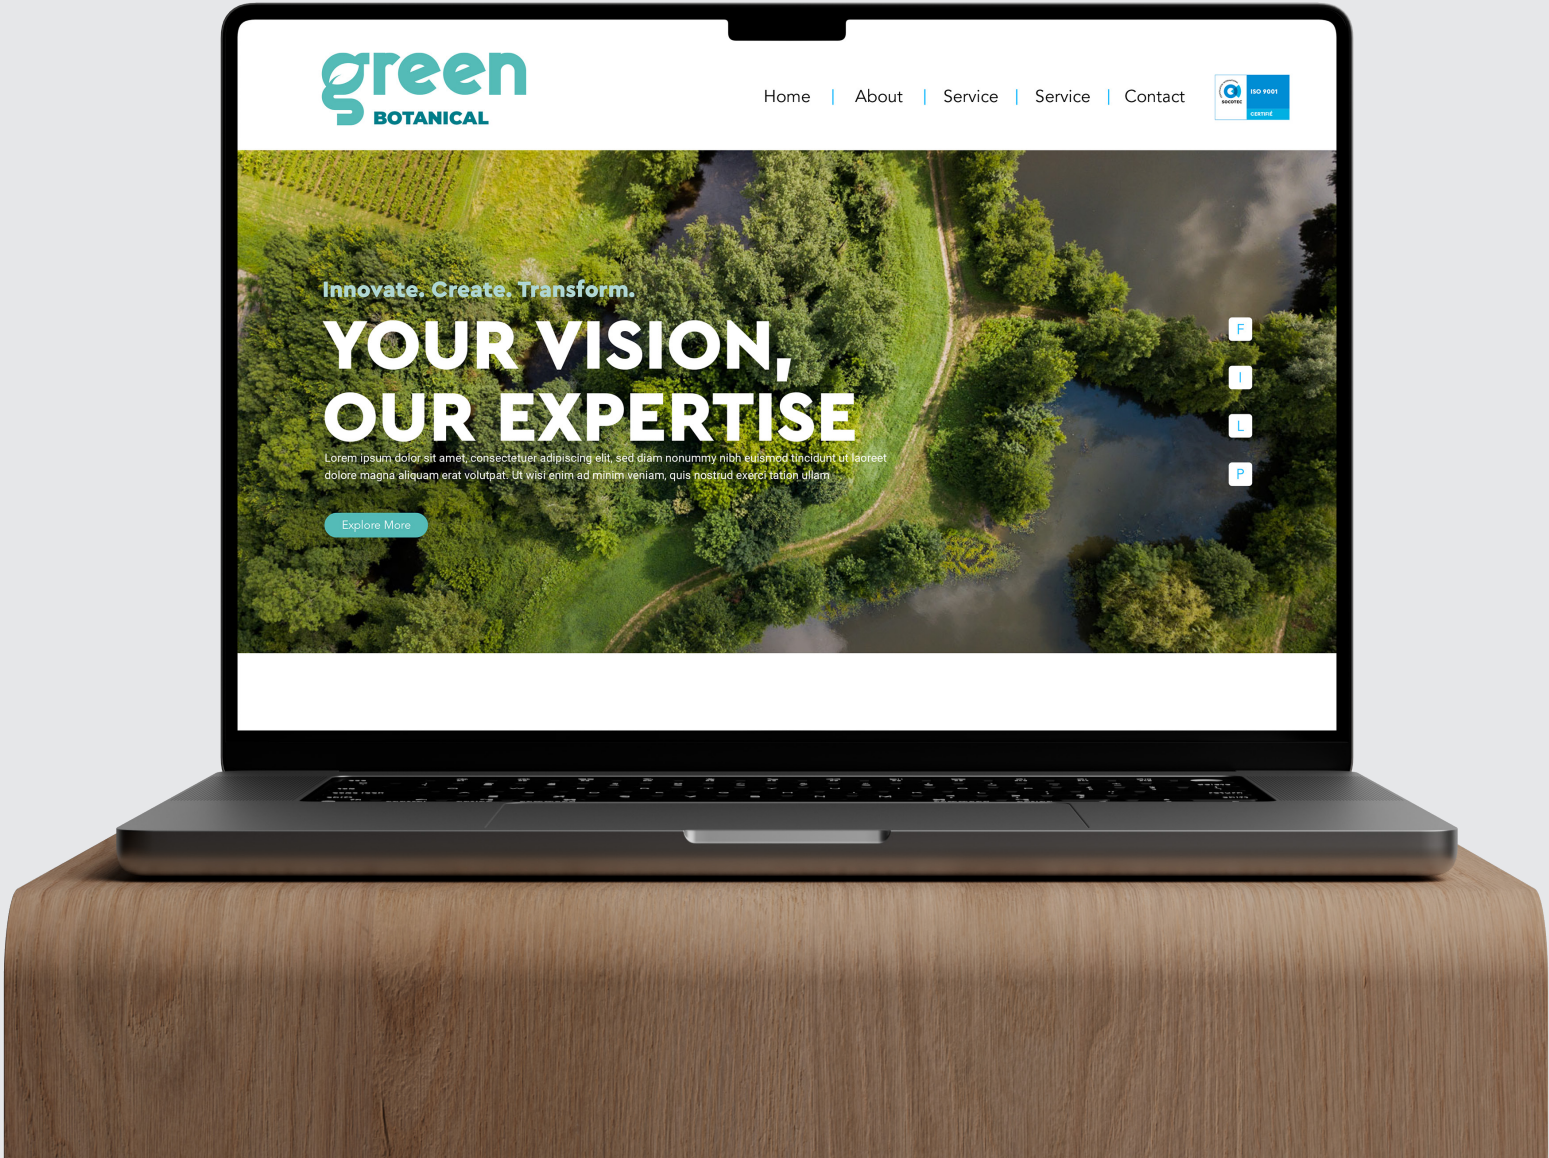 green
BOTANICAL
Home | About | Service | Service | Contact
SOCOTEC
ISO 9001
CERTIFIÉ
Innovate. Create. Transform.
YOUR VISION,
OUR EXPERTISE
Lorem ipsum dolor sit amet, consectetuer adipiscing elit, sed diam nonummy nibh euismod tincidunt ut laoreet
dolore magna aliquam erat volutpat. Ut wisi enim ad minim veniam, quis nostrud exerci tation ullam
Explore More
F
I
L
P